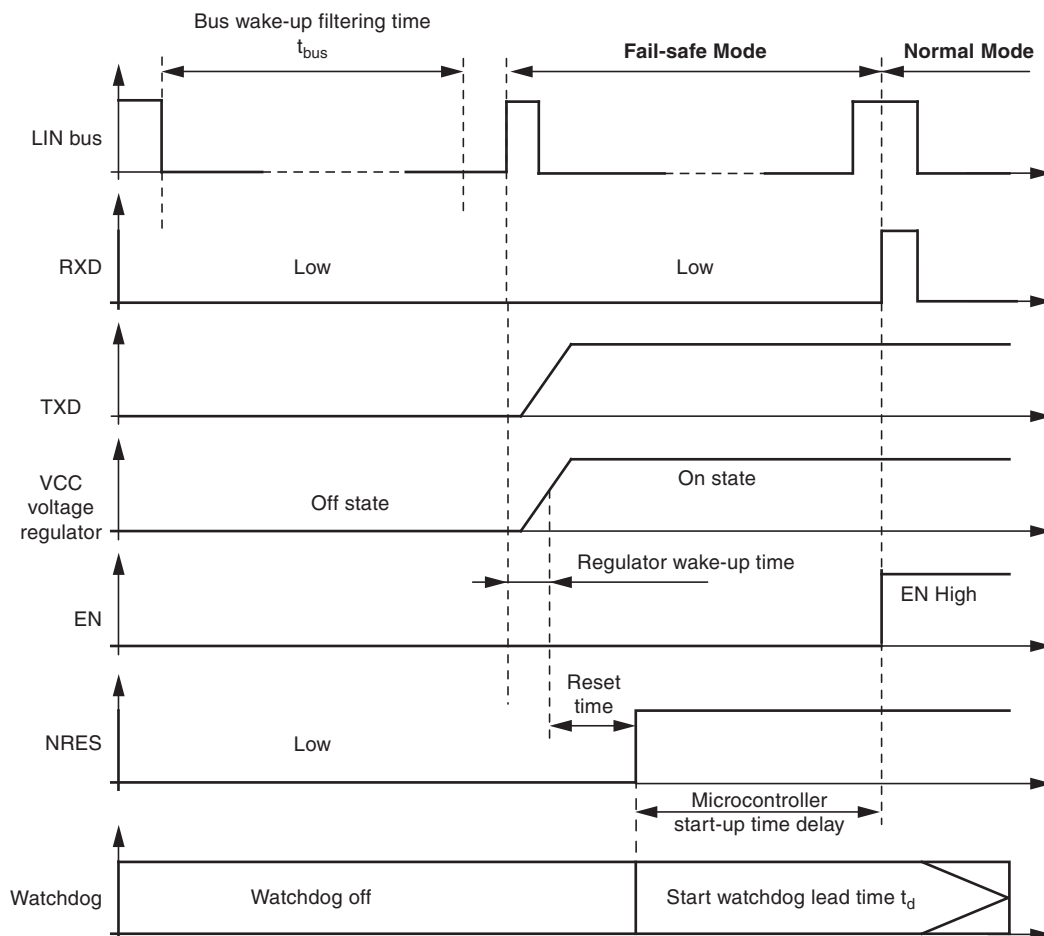 Bus wake-up filtering time
t_bus
Fail-safe Mode
Normal Mode
LIN bus
RXD
Low
Low
TXD
VCC
voltage
regulator
Off state
On state
Regulator wake-up time
EN
EN High
Reset
time
NRES
Low
Microcontroller
start-up time delay
Watchdog
Watchdog off
Start watchdog lead time t_d